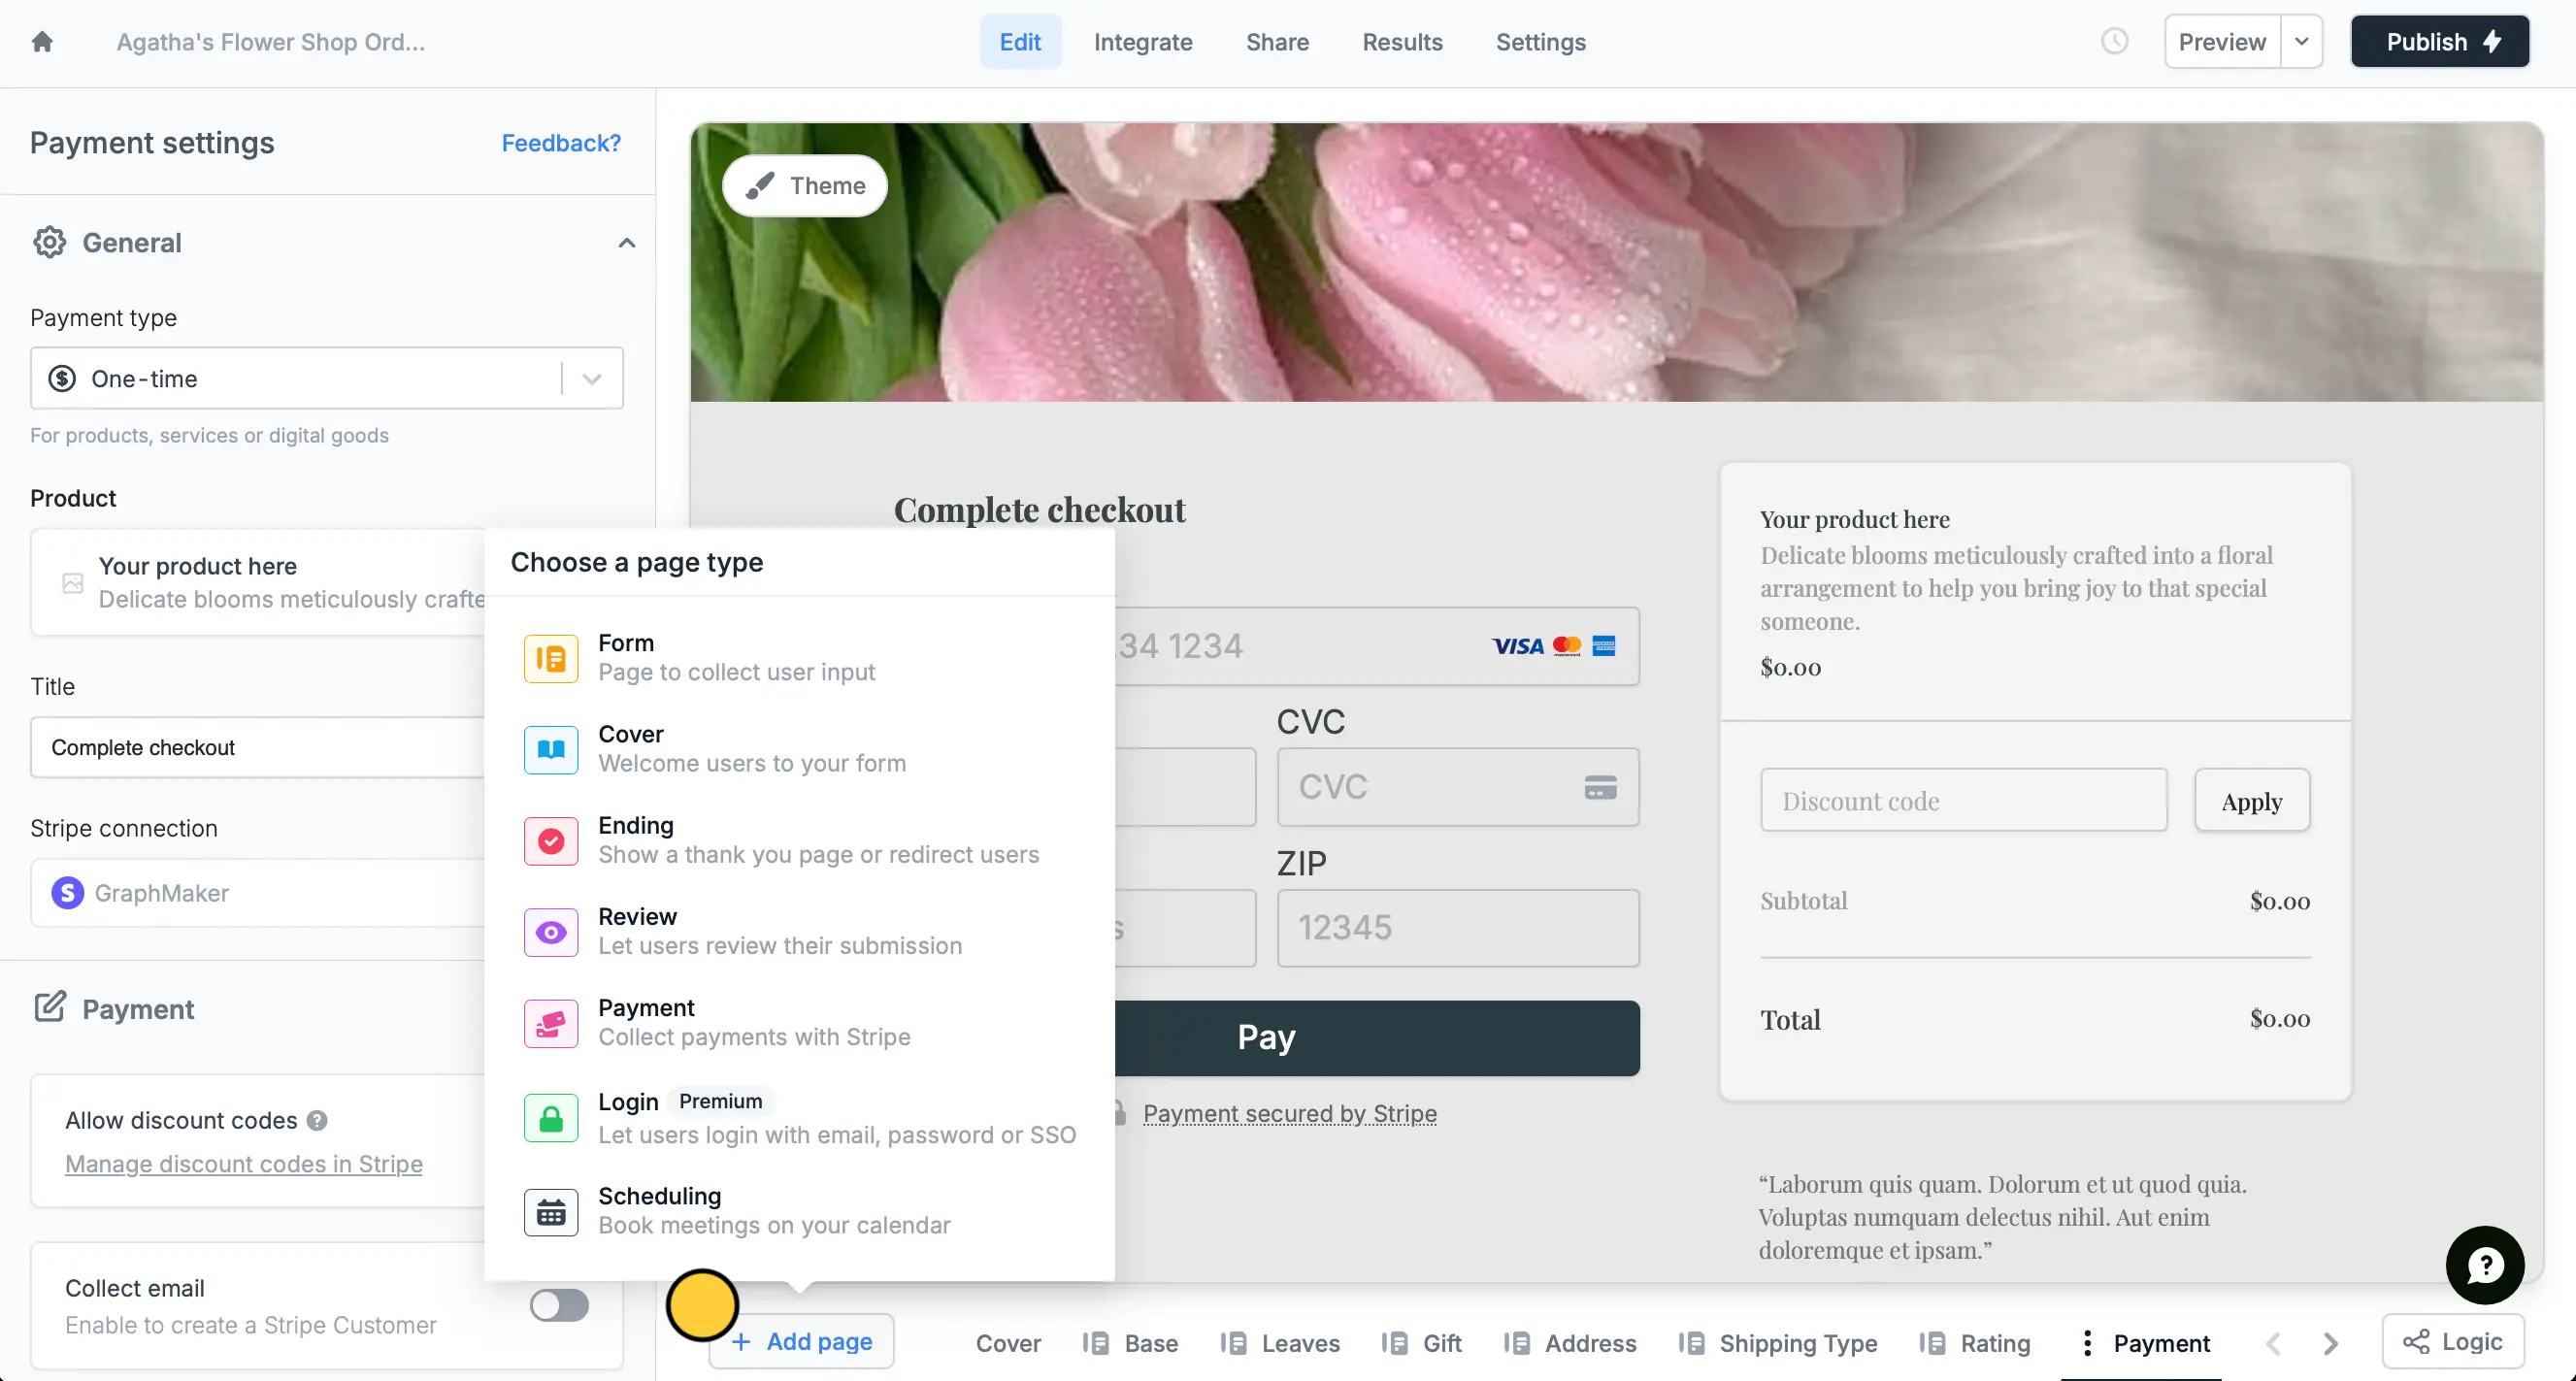 Agatha's Flower Shop Ord...
Edit
Integrate
Share
Results
Settings
Preview
Publish
Payment settings
Feedback?
General
Payment type
One-time
For products, services or digital goods
Product
Your product here
Delicate blooms meticulously crafte
Title
Complete checkout
Stripe connection
GraphMaker
Payment
Allow discount codes
Manage discount codes in Stripe
Collect email
Enable to create a Stripe Customer
Theme
Complete checkout
34 1234
VISA
CVC
CVC
ZIP
12345
Pay
Payment secured by Stripe
Your product here
Delicate blooms meticulously crafted into a floral
arrangement to help you bring joy to that special
someone.
$0.00
Discount code
Apply
Subtotal
$0.00
Total
$0.00
“Laborum quis quam. Dolorum et ut quod quia.
Voluptas numquam delectus nihil. Aut enim
doloremque et ipsam.”
Choose a page type
Form
Page to collect user input
Cover
Welcome users to your form
Ending
Show a thank you page or redirect users
Review
Let users review their submission
Payment
Collect payments with Stripe
Login Premium
Let users login with email, password or SSO
Scheduling
Book meetings on your calendar
+ Add page
Cover
Base
Leaves
Gift
Address
Shipping Type
Rating
Payment
Logic